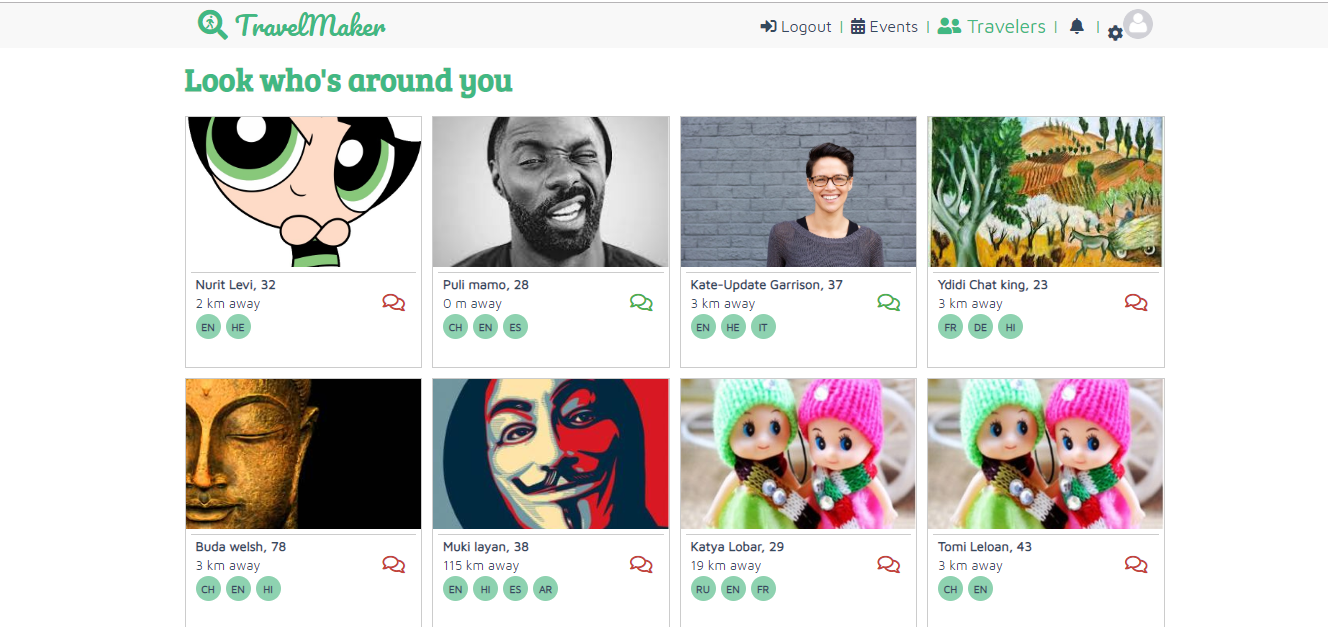 TravelMaker
Logout | Events | Travelers | |
Look who's around you
Nurit Levi, 32
2 km away
EN HE
Puli mamo, 28
0 m away
CH EN ES
Kate-Update Garrison, 37
3 km away
EN HE IT
Ydidi Chat king, 23
3 km away
FR DE HI
Buda welsh, 78
3 km away
CH EN HI
Muki layan, 38
115 km away
EN HI ES AR
Katya Lobar, 29
19 km away
RU EN FR
Tomi Leloan, 43
3 km away
CH EN